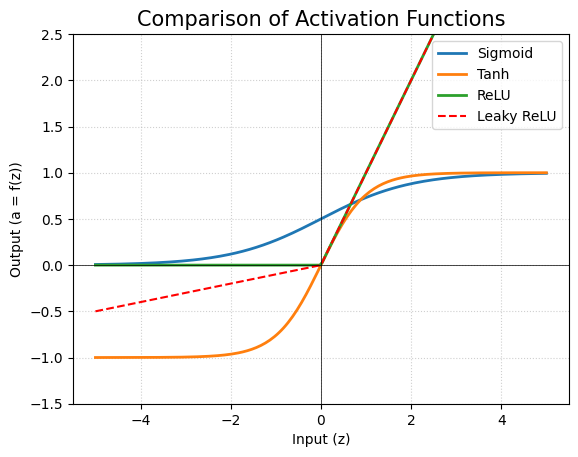 Comparison of Activation Functions
2.5
2.0
1.5
1.0
0.5
0.0
−0.5
−1.0
−1.5
Output (a = f(z))
Sigmoid
Tanh
ReLU
Leaky ReLU
−4
−2
0
2
4
Input (z)